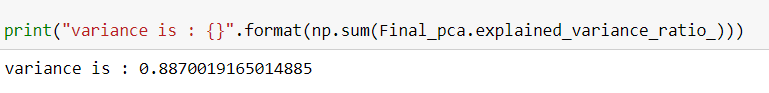 print("variance is : {}".format(np.sum(Final_pca.explained_variance_ratio_)))
variance is : 0.8870019165014885